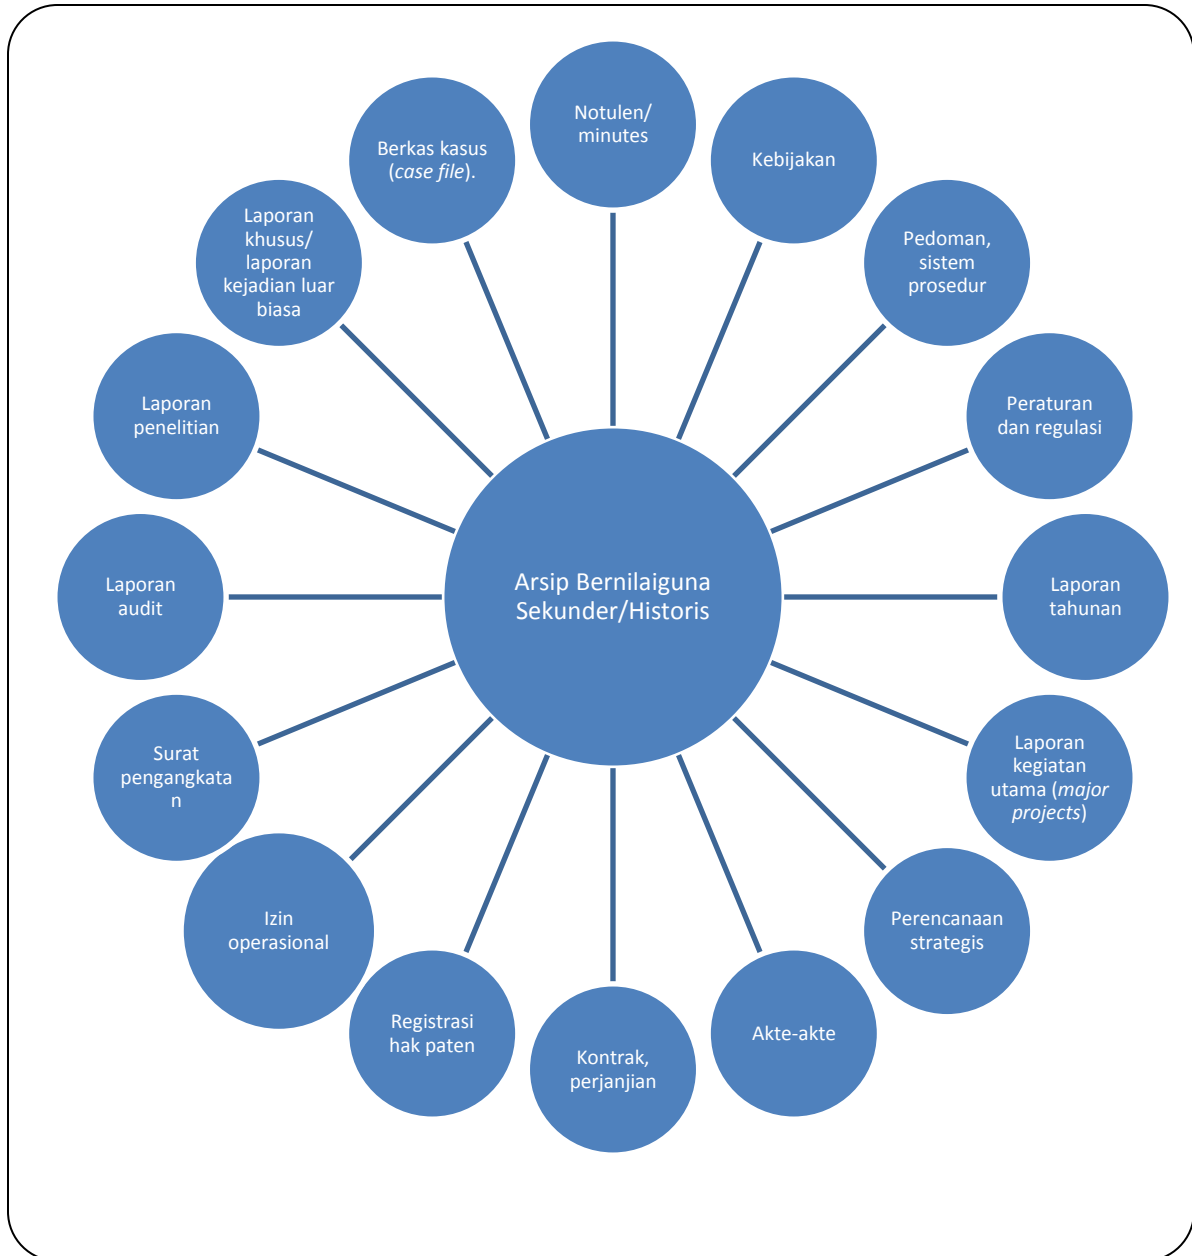 Notulen/
minutes
Kebijakan
Pedoman,
sistem
prosedur
Peraturan
dan regulasi
Laporan
tahunan
Laporan
kegiatan
utama (major
projects)
Perencanaan
strategis
Akte-akte
Kontrak,
perjanjian
Registrasi
hak paten
Izin
operasional
Surat
pengangkata
n
Laporan
audit
Laporan
penelitian
Laporan
khusus/
laporan
kejadian luar
biasa
Berkas kasus
(case file).
Arsip Bernilaiguna
Sekunder/Historis